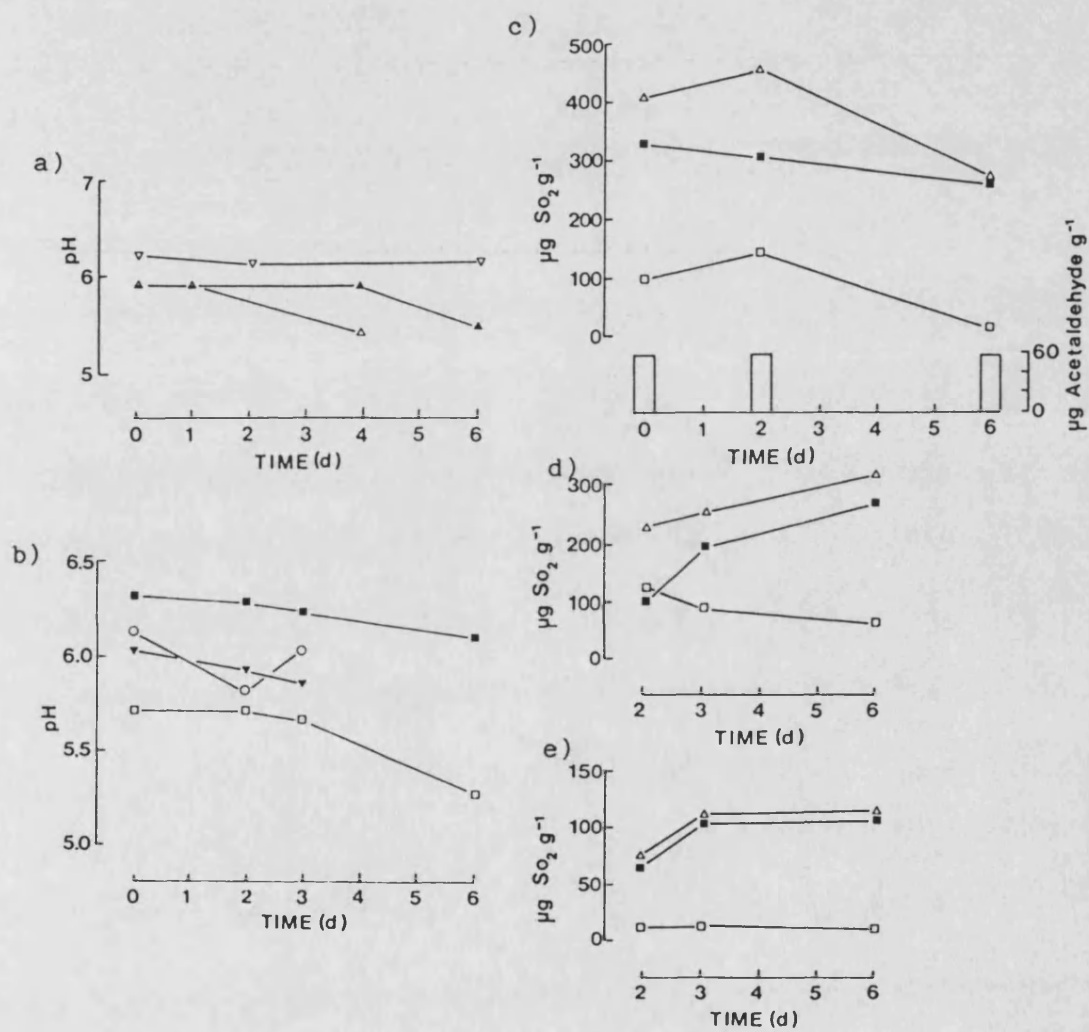 a)
7
6
5
pH
0 1 2 3 4 5 6
TIME (d)
b)
6.5
6.0
5.5
5.0
pH
0 2 3 6
TIME (d)
c)
500
400
300
200
100
0
µg So₂ g⁻¹
60
0
µg Acetaldehyde g⁻¹
0 1 2 3 4 5 6
TIME (d)
d)
300
200
100
0
µg So₂ g⁻¹
2 3 4 5 6
TIME (d)
e)
150
100
50
0
µg So₂ g⁻¹
2 3 4 5 6
TIME (d)